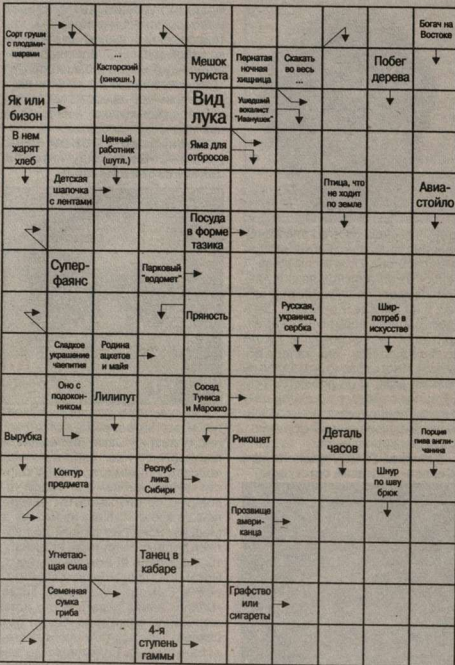 Сорт груши
с плодами-
шарами
...
Касторский
(киношн.)
Мешок
туриста
Пернатая
ночная
хищница
Скакать
во весь
...
Побег
дерева
Богач на
Востоке
Як или
бизон
Вид
лука
Ушедший
вокалист
"Иванушек"
В нем
жарят
хлеб
Ценный
работник
(шутл.)
Яма для
отбросов
Детская
шапочка
с лентами
Птица, что
не ходит
по земле
Авиа-
стойло
Посуда
в форме
тазика
Супер-
фаянс
Парковый
"водомет"
Пряность
Русская,
украинка,
сербка
Шир-
потреб в
искусстве
Сладкое
украшение
чаепития
Родина
ацтеков
и майя
Оно с
подокон-
ником
Лилипут
Сосед
Туниса
и Марокко
Вырубка
Рикошет
Деталь
часов
Порция
пива англи-
чанина
Контур
предмета
Респуб-
лика
Сибири
Шнур
по шву
брюк
Прозвище
амери-
канца
Угнетаю-
щая сила
Танец в
кабаре
Семенная
сумка
гриба
Графство
или
сигареты
4-я
ступень
гаммы